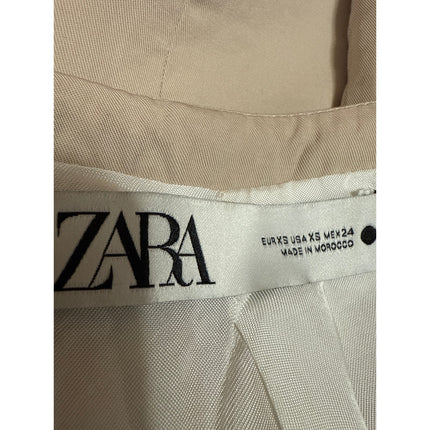 ZARA
EUR XS USA XS MEX 24
MADE IN MOROCCO